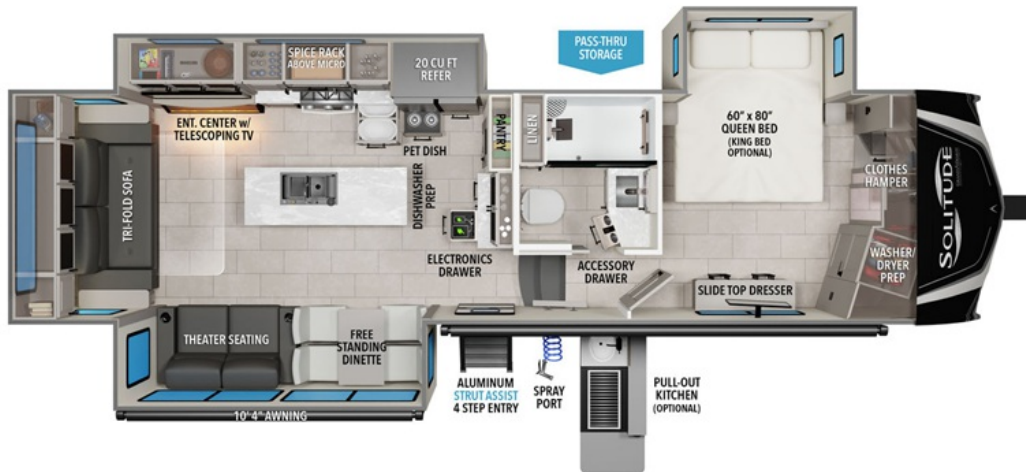 SPICE RACK
ABOVE MICRO
20 CU FT
REFER
PASS-THRU
STORAGE
ENT. CENTER w/
TELESCOPING TV
PET DISH
PANTRY
LINEN
60" x 80"
QUEEN BED
(KING BED
OPTIONAL)
TRI-FOLD SOFA
DISHWASHER
PREP
CLOTHES
HAMPER
SOLITUDE
ELECTRONICS
DRAWER
ACCESSORY
DRAWER
WASHER/
DRYER
PREP
SLIDE TOP DRESSER
THEATER SEATING
FREE
STANDING
DINETTE
ALUMINUM
STRUT ASSIST
4 STEP ENTRY
SPRAY
PORT
PULL-OUT
KITCHEN
(OPTIONAL)
10' 4" AWNING